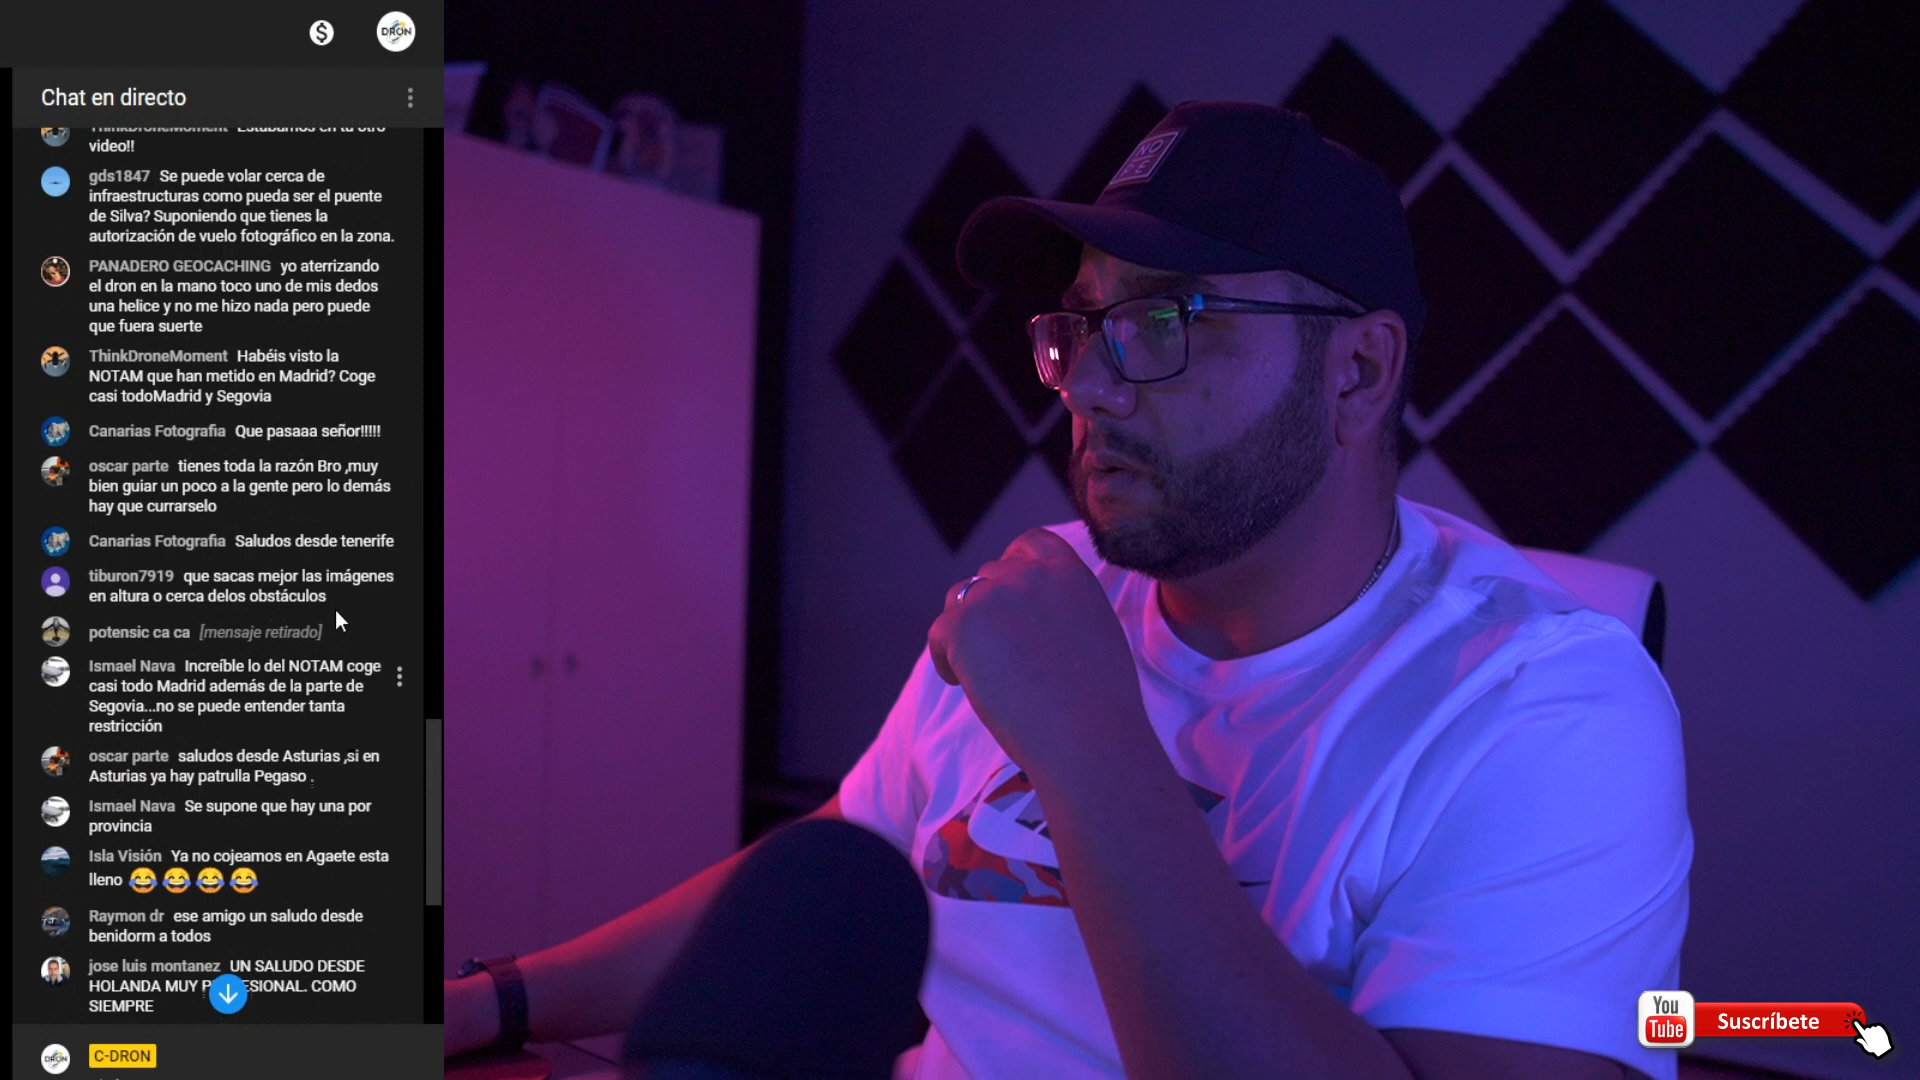 DRON
Chat en directo
ThinkDroneMoment Estábamos en tu otro
video!!
gds1847 Se puede volar cerca de
infraestructuras como pueda ser el puente
de Silva? Suponiendo que tienes la
autorización de vuelo fotográfico en la zona.
PANADERO GEOCACHING yo aterrizando
el dron en la mano toco uno de mis dedos
una helice y no me hizo nada pero puede
que fuera suerte
ThinkDroneMoment Habéis visto la
NOTAM que han metido en Madrid? Coge
casi todoMadrid y Segovia
Canarias Fotografia Que pasaaa señor!!!!!
oscar parte tienes toda la razón Bro ,muy
bien guiar un poco a la gente pero lo demás
hay que currarselo
Canarias Fotografia Saludos desde tenerife
tiburon7919 que sacas mejor las imágenes
en altura o cerca delos obstáculos
potensic ca ca [mensaje retirado]
Ismael Nava Increíble lo del NOTAM coge
casi todo Madrid además de la parte de
Segovia...no se puede entender tanta
restricción
oscar parte saludos desde Asturias ,si en
Asturias ya hay patrulla Pegaso .
Ismael Nava Se supone que hay una por
provincia
Isla Visión Ya no cojeamos en Agaete esta
lleno 😂😂😂😂
Raymon dr ese amigo un saludo desde
benidorm a todos
jose luis montanez UN SALUDO DESDE
HOLANDA MUY P ESIONAL. COMO
SIEMPRE
DRON C-DRON
NO
PE
You
Tube
Suscríbete